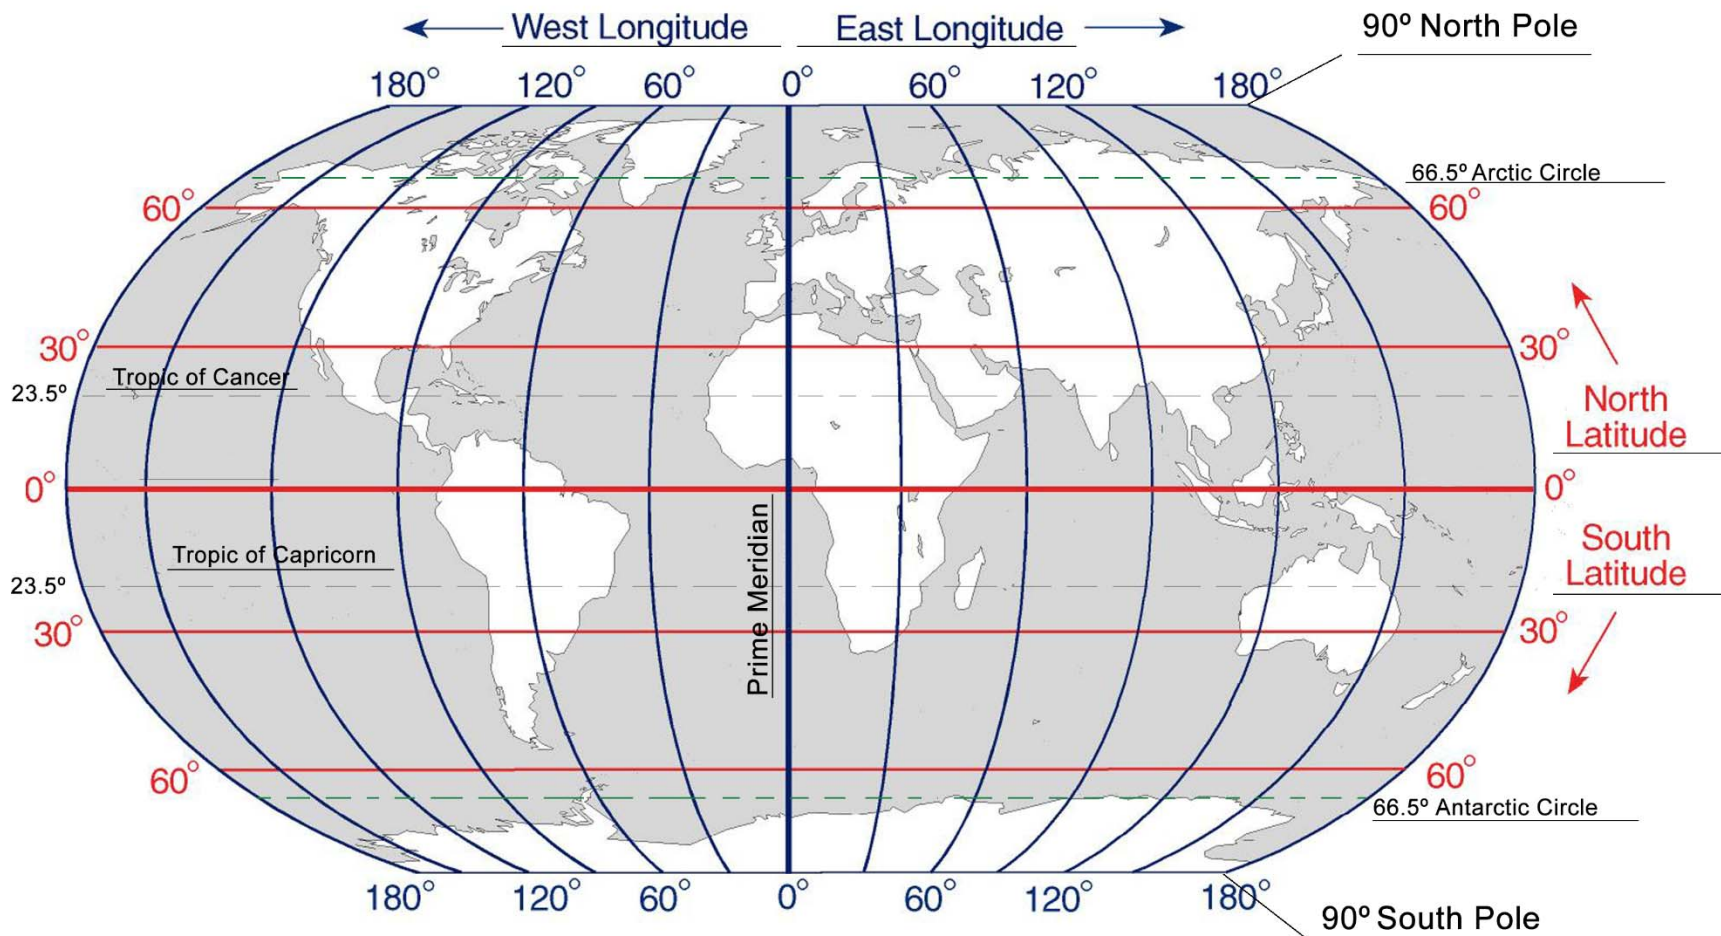 West Longitude East Longitude
90º North Pole
180° 120° 60° 0° 60° 120° 180°
66.5º Arctic Circle
60° 60°
30° 30°
Tropic of Cancer
23.5º
North
Latitude
0° 0°
Prime Meridian
South
Latitude
Tropic of Capricorn
23.5º
30° 30°
60° 60°
66.5º Antarctic Circle
180° 120° 60° 0° 60° 120° 180°
90º South Pole